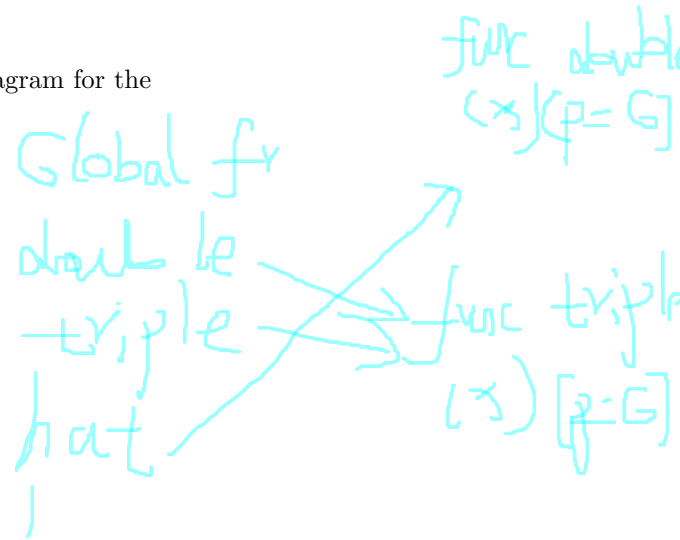 agram for the
Global fr
double
triple
hat
func double
(x) [p=G]
func triple
(x) [p=G]